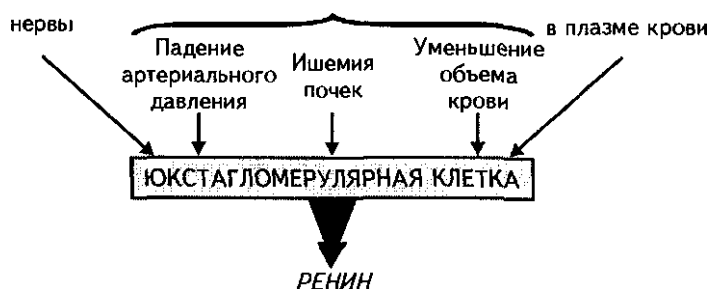 нервы
в плазме крови
Падение
артериального
давления
Ишемия
почек
Уменьшение
объема
крови
ЮКСТАГЛОМЕРУЛЯРНАЯ КЛЕТКА
РЕНИН